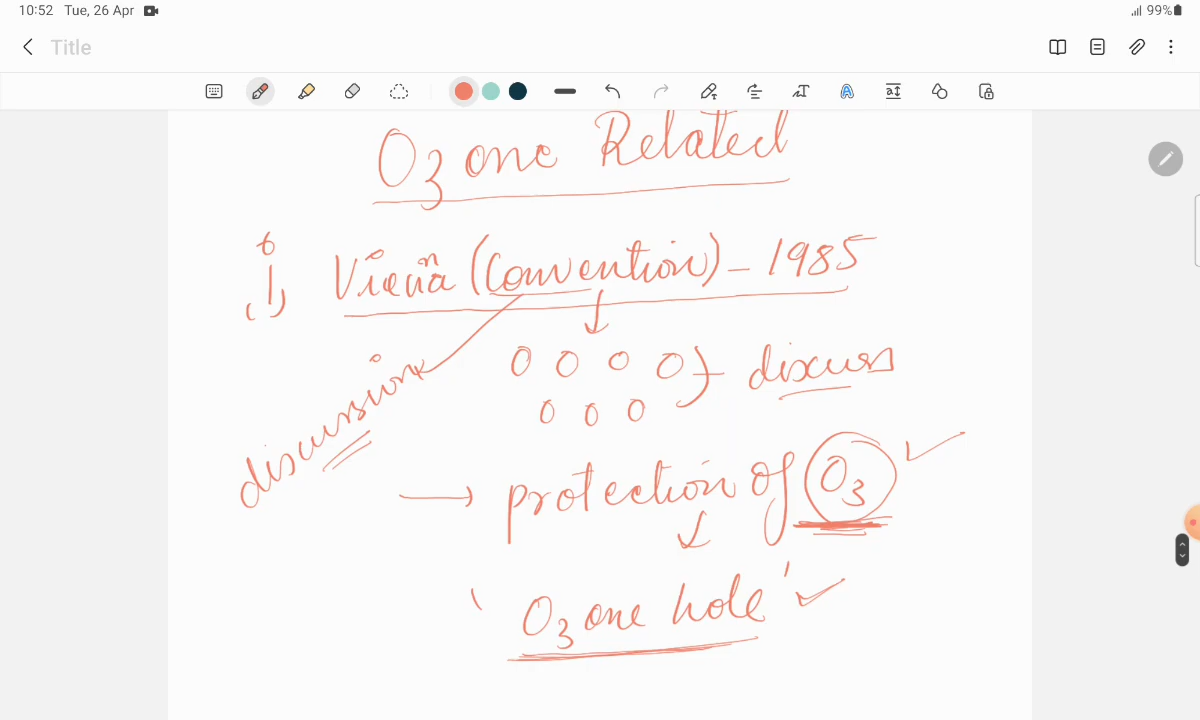 10:52 Tue, 26 Apr
99%
Title
Ozone Related
(1) Vienna (Convention) - 1985
discuss
discussion
→ protection of O3
'Ozone hole'